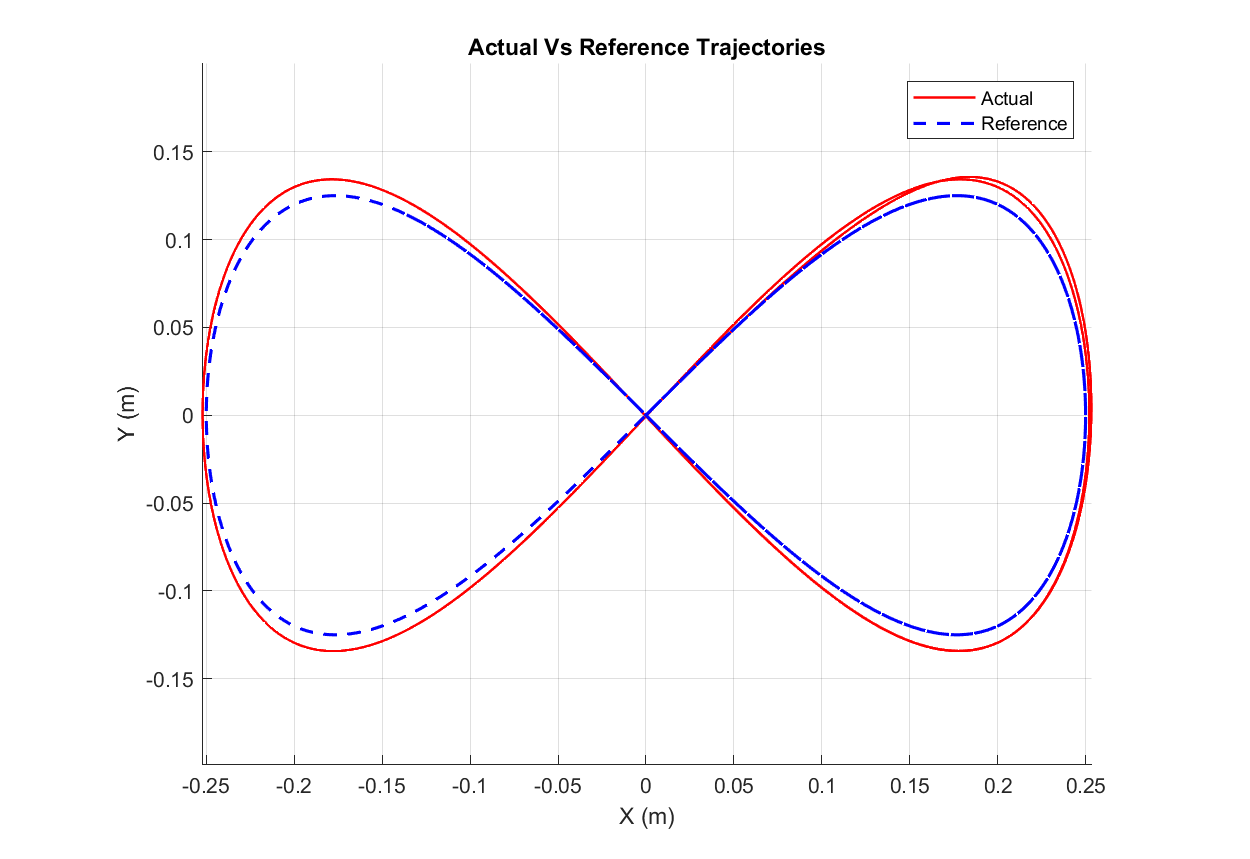 Actual Vs Reference Trajectories
Actual
Reference
0.15
0.1
0.05
0
-0.05
-0.1
-0.15
Y (m)
-0.25 -0.2 -0.15 -0.1 -0.05 0 0.05 0.1 0.15 0.2 0.25
X (m)